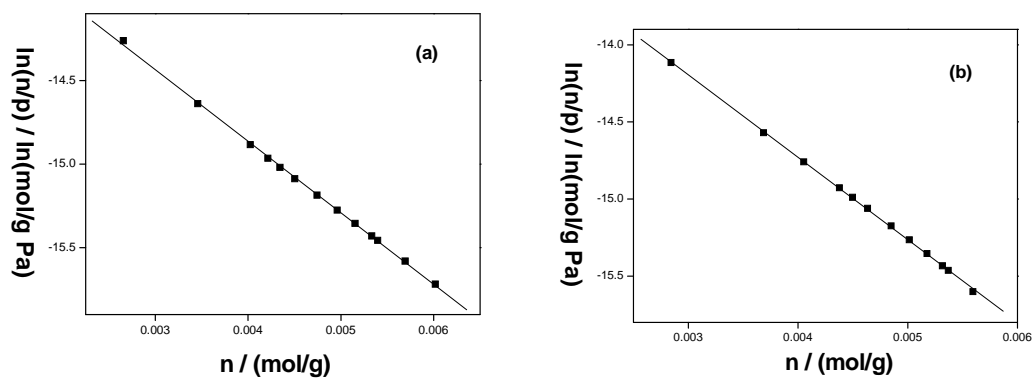 (a)
ln(n/p) / ln(mol/g Pa)
-14.5
-15.0
-15.5
0.003
0.004
0.005
0.006
n / (mol/g)
(b)
ln(n/p) / ln(mol/g Pa)
-14.0
-14.5
-15.0
-15.5
0.003
0.004
0.005
0.006
n / (mol/g)